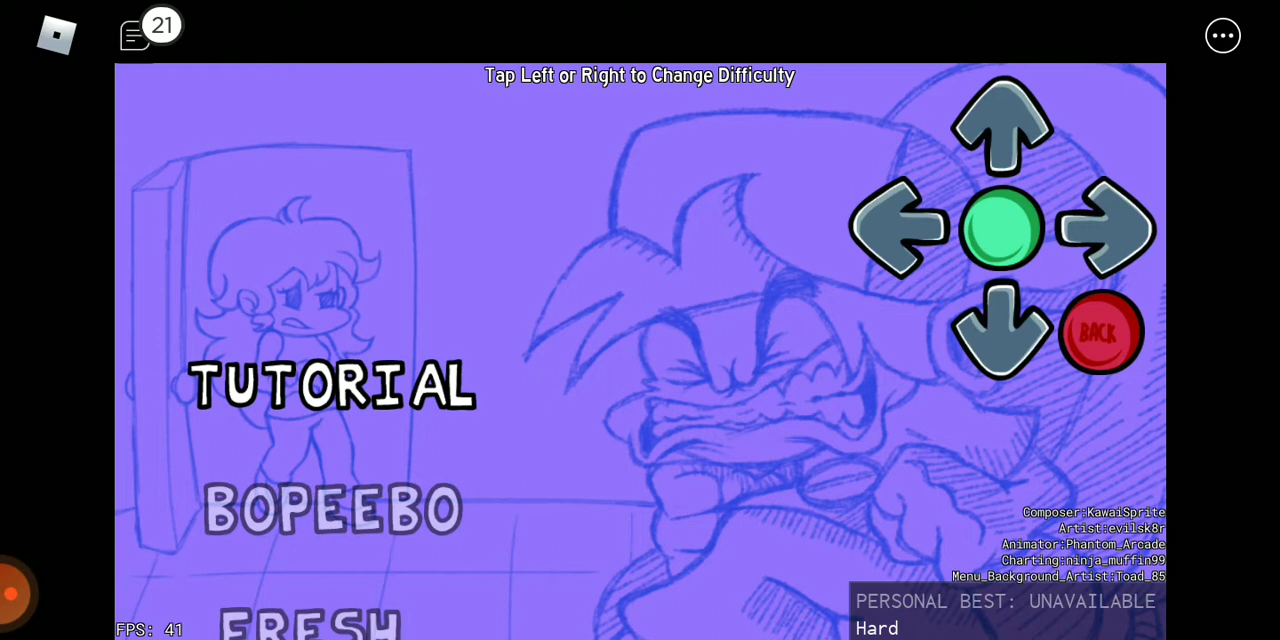 21
Tap Left or Right to Change Difficulty
BACK
TUTORIAL
BOPEEBO
FRESH
Composer:KawaiSprite
Artist:evilsk8r
Animator:Phantom_Arcade
Charting:ninja_muffin99
Menu_Background_Artist:Toad_85
PERSONAL BEST: UNAVAILABLE
Hard
FPS: 41